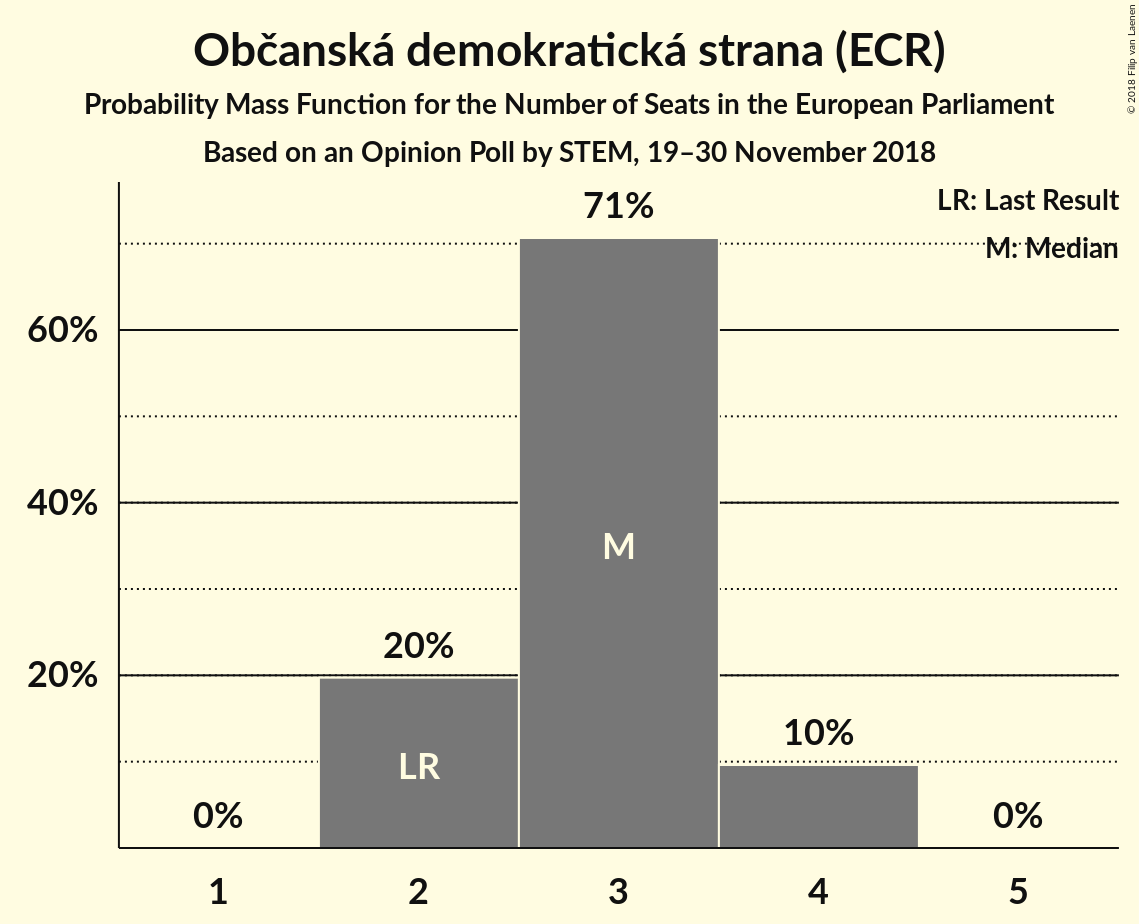 Občanská demokratická strana (ECR)
Probability Mass Function for the Number of Seats in the European Parliament
Based on an Opinion Poll by STEM, 19–30 November 2018
© 2018 Filip van Laenen
LR: Last Result
M: Median
71%
60%
40%
M
20%
20%
LR
10%
0%
0%
1
2
3
4
5